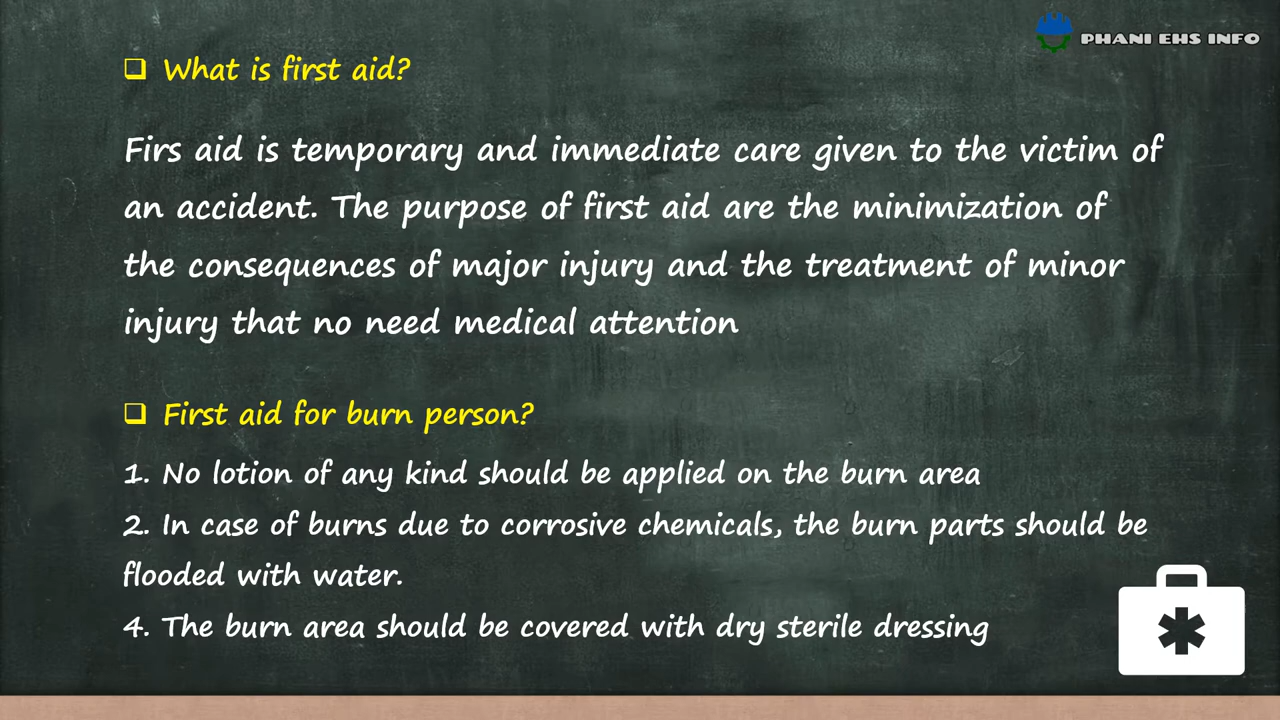 PHANI EHS INFO
❑ What is first aid?
Firs aid is temporary and immediate care given to the victim of
an accident. The purpose of first aid are the minimization of
the consequences of major injury and the treatment of minor
injury that no need medical attention
❑ First aid for burn person?
1. No lotion of any kind should be applied on the burn area
2. In case of burns due to corrosive chemicals, the burn parts should be
flooded with water.
4. The burn area should be covered with dry sterile dressing